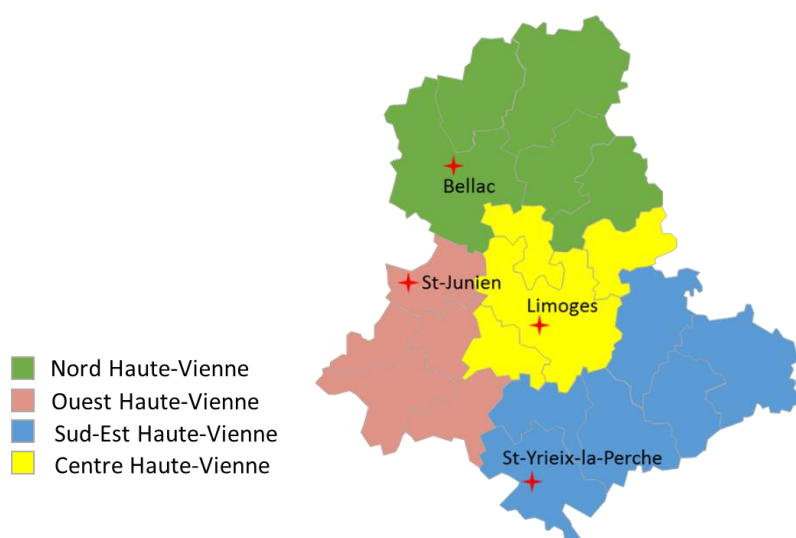 Bellac
St-Junien
Limoges
St-Yrieix-la-Perche
Nord Haute-Vienne
Ouest Haute-Vienne
Sud-Est Haute-Vienne
Centre Haute-Vienne